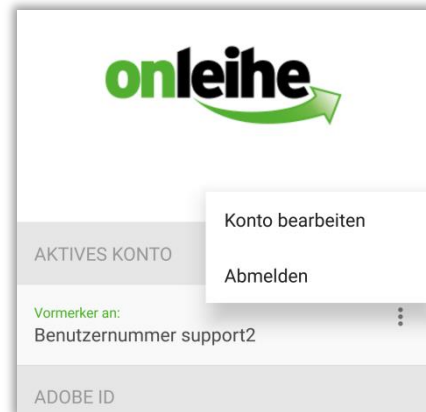 onleihe
Konto bearbeiten
AKTIVES KONTO
Abmelden
Vormerker an:
Benutzernummer support2
ADOBE ID